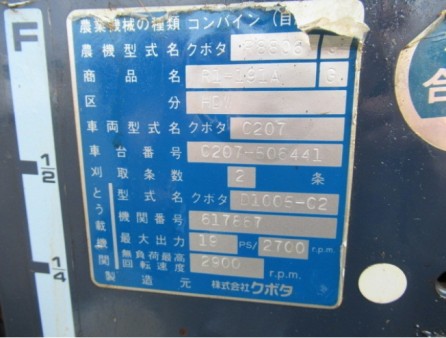 農業機械の種類 コンバイン（自
農機型式名 クボタ
商品名 R1-191A G.
区分
車両型式名 クボタ C207
車台番号 C207-506441
刈取条数 2 条
とう載機関
型式名 クボタ D1005-C2
機関番号 617657
最大出力 19 PS/ 2700 r.p.m.
無負荷最高回転速度 2900 r.p.m.
製造元 株式会社クボタ
F
1/2
1/4
合